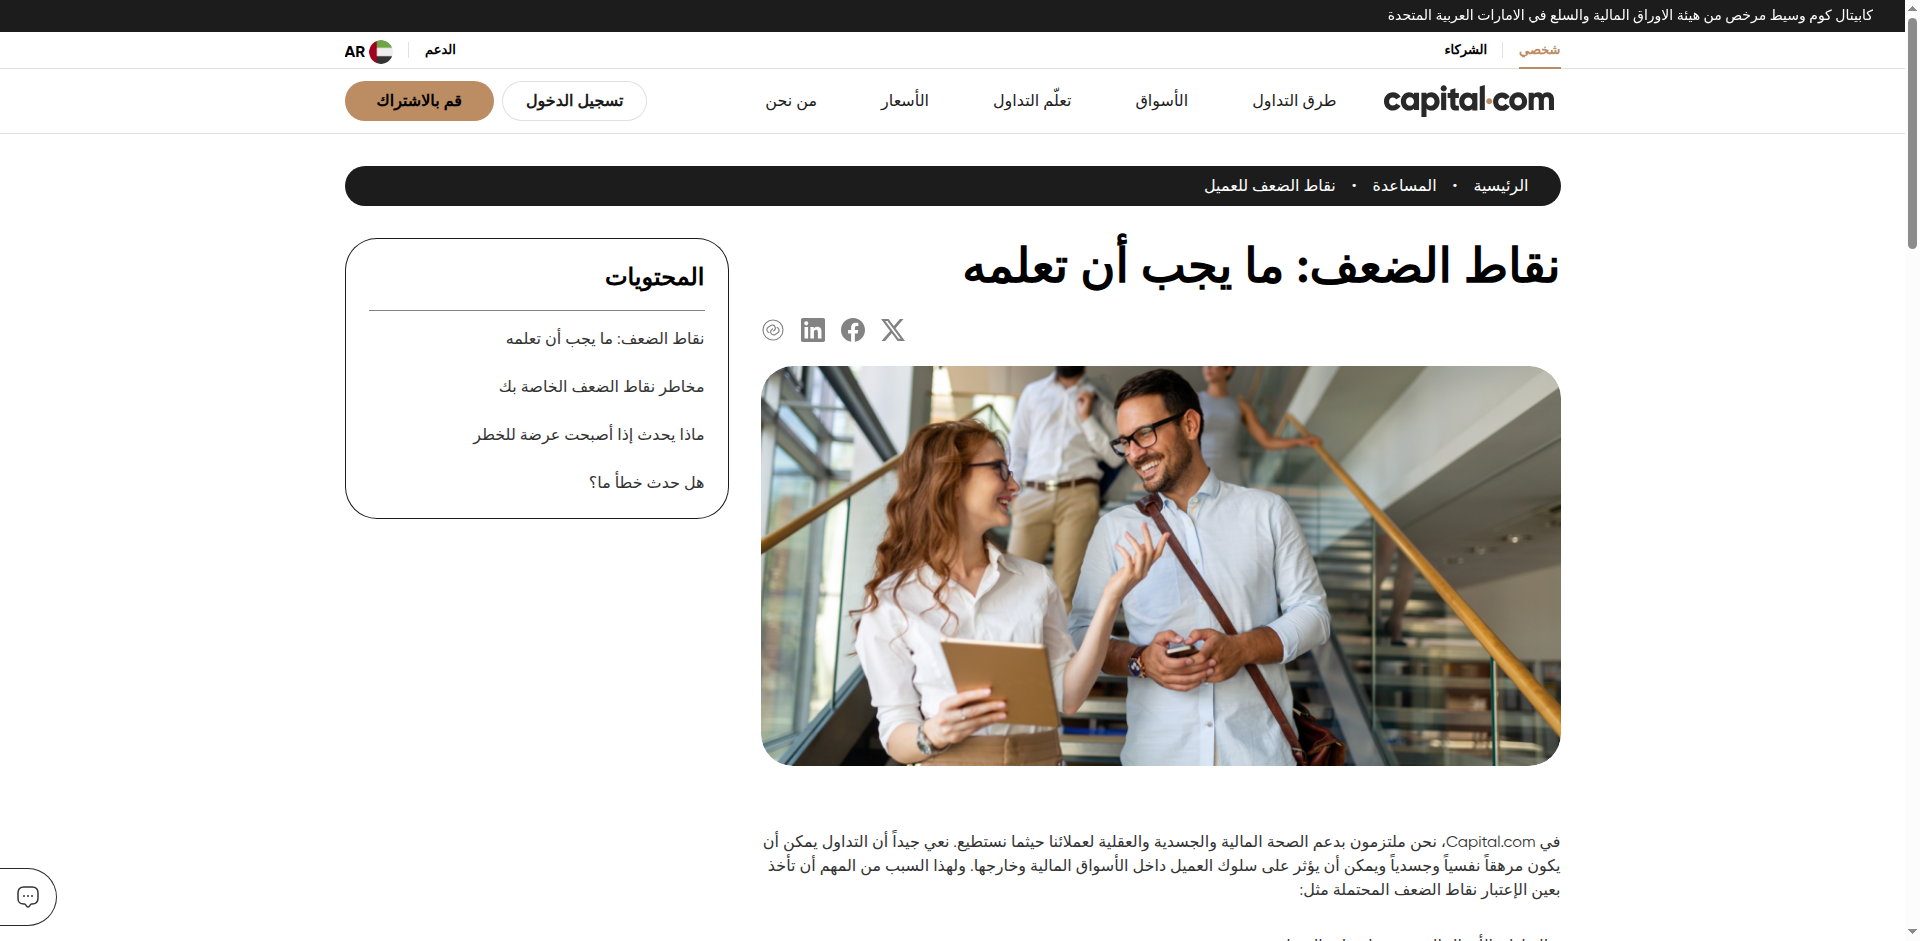 كابيتال كوم وسيط مرخص من هيئة الاوراق المالية والسلع في الامارات العربية المتحدة
شخصي
الشركاء
الدعم
AR
capital.com
طرق التداول
الأسواق
تعلّم التداول
الأسعار
من نحن
تسجيل الدخول
قم بالاشتراك
الرئيسية • المساعدة • نقاط الضعف للعميل
نقاط الضعف: ما يجب أن تعلمه
المحتويات
نقاط الضعف: ما يجب أن تعلمه
مخاطر نقاط الضعف الخاصة بك
ماذا يحدث إذا أصبحت عرضة للخطر
هل حدث خطأ ما؟
في Capital.com، نحن ملتزمون بدعم الصحة المالية والجسدية والعقلية لعملائنا حيثما نستطيع. نعي جيداً أن التداول يمكن أن
يكون مرهقاً نفسياً وجسدياً ويمكن أن يؤثر على سلوك العميل داخل الأسواق المالية وخارجها. ولهذا السبب من المهم أن تأخذ
بعين الإعتبار نقاط الضعف المحتملة مثل: